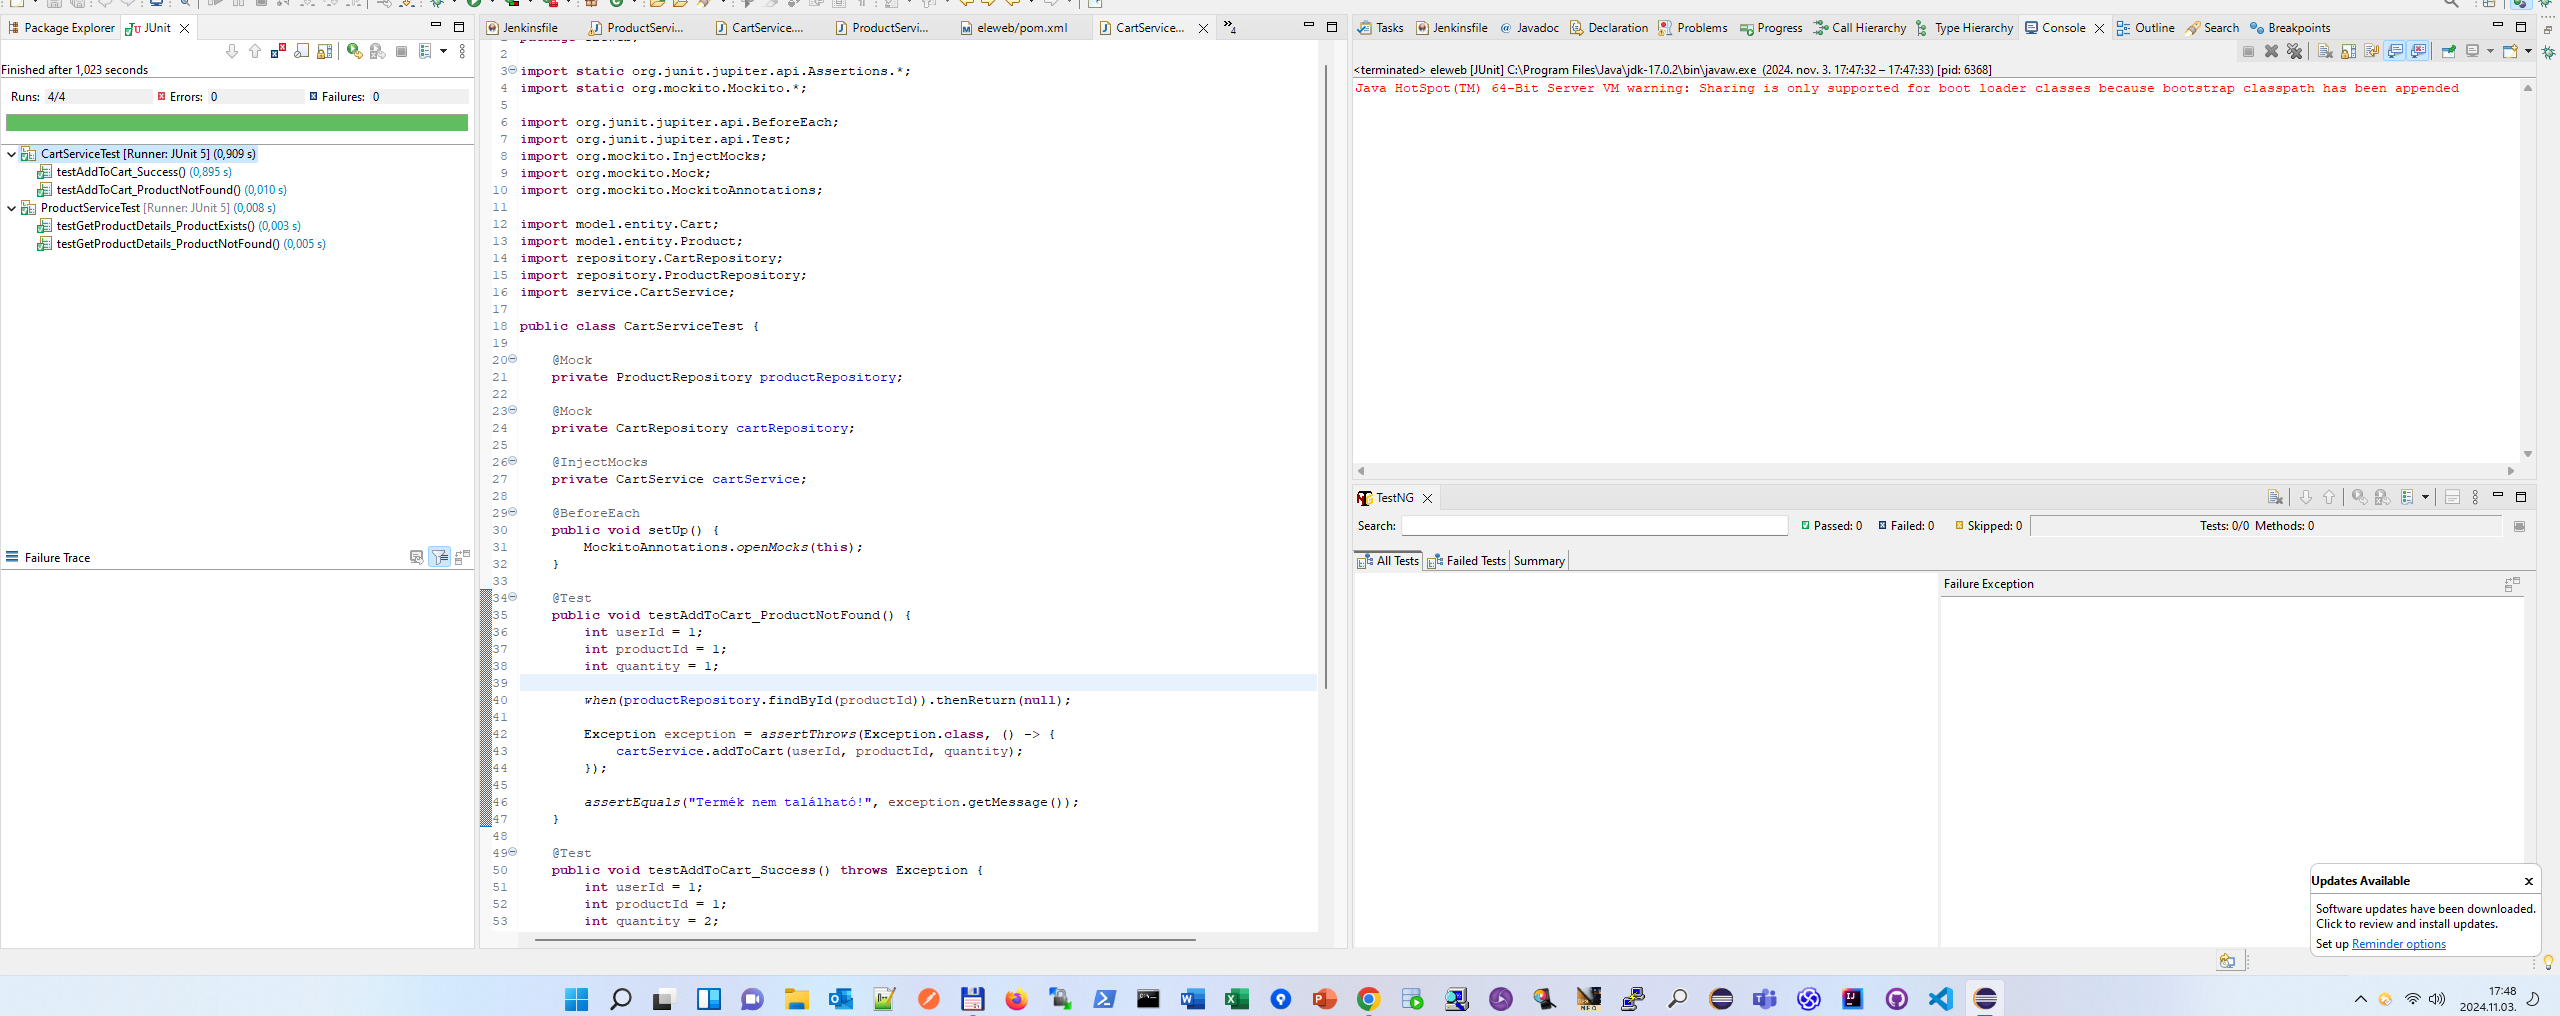 Package Explorer
JUnit
Finished after 1,023 seconds
Runs: 4/4
Errors: 0
Failures: 0
CartServiceTest [Runner: JUnit 5] (0,909 s)
testAddToCart_Success() (0,895 s)
testAddToCart_ProductNotFound() (0,010 s)
ProductServiceTest [Runner: JUnit 5] (0,008 s)
testGetProductDetails_ProductExists() (0,003 s)
testGetProductDetails_ProductNotFound() (0,005 s)
Failure Trace
Jenkinsfile
ProductServi...
CartService....
ProductServi...
eleweb/pom.xml
CartService...
4
2
3 import static org.junit.jupiter.api.Assertions.*;
4 import static org.mockito.Mockito.*;
5
6 import org.junit.jupiter.api.BeforeEach;
7 import org.junit.jupiter.api.Test;
8 import org.mockito.InjectMocks;
9 import org.mockito.Mock;
10 import org.mockito.MockitoAnnotations;
11
12 import model.entity.Cart;
13 import model.entity.Product;
14 import repository.CartRepository;
15 import repository.ProductRepository;
16 import service.CartService;
17
18 public class CartServiceTest {
19
20 @Mock
21 private ProductRepository productRepository;
22
23 @Mock
24 private CartRepository cartRepository;
25
26 @InjectMocks
27 private CartService cartService;
28
29 @BeforeEach
30 public void setUp() {
31 MockitoAnnotations.openMocks(this);
32 }
33
34 @Test
35 public void testAddToCart_ProductNotFound() {
36 int userId = 1;
37 int productId = 1;
38 int quantity = 1;
39
40 when(productRepository.findById(productId)).thenReturn(null);
41
42 Exception exception = assertThrows(Exception.class, () -> {
43 cartService.addToCart(userId, productId, quantity);
44 });
45
46 assertEquals("Termék nem található!", exception.getMessage());
47 }
48
49 @Test
50 public void testAddToCart_Success() throws Exception {
51 int userId = 1;
52 int productId = 1;
53 int quantity = 2;
Tasks
Jenkinsfile
Javadoc
Declaration
Problems
Progress
Call Hierarchy
Type Hierarchy
Console
Outline
Search
Breakpoints
<terminated> eleweb [JUnit] C:\Program Files\Java\jdk-17.0.2\bin\javaw.exe (2024. nov. 3. 17:47:32 – 17:47:33) [pid: 6368]
Java HotSpot(TM) 64-Bit Server VM warning: Sharing is only supported for boot loader classes because bootstrap classpath has been appended
TestNG
Search:
Passed: 0
Failed: 0
Skipped: 0
Tests: 0/0 Methods: 0
All Tests
Failed Tests
Summary
Failure Exception
Updates Available
Software updates have been downloaded.
Click to review and install updates.
Set up Reminder options
17:48
2024.11.03.